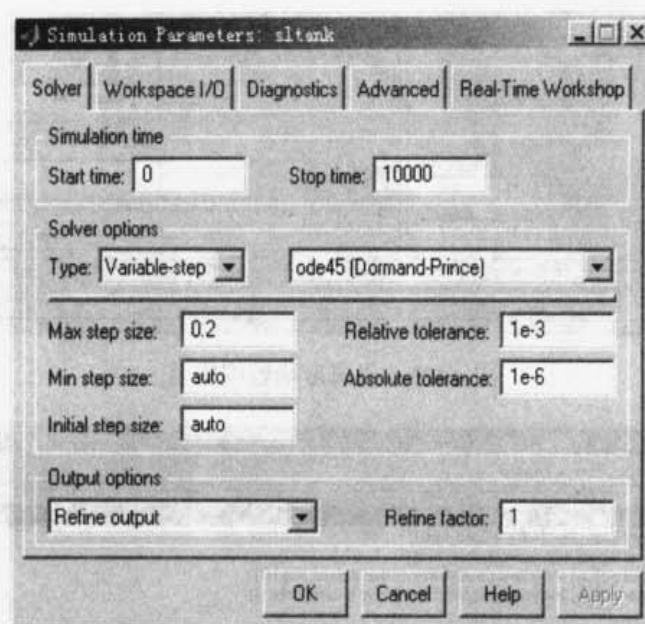 Simulation Parameters: sltank
Solver Workspace I/O Diagnostics Advanced Real-Time Workshop
Simulation time
Start time: 0 Stop time: 10000
Solver options
Type: Variable-step ode45 (Dormand-Prince)
Max step size: 0.2 Relative tolerance: 1e-3
Min step size: auto Absolute tolerance: 1e-6
Initial step size: auto
Output options
Refine output Refine factor: 1
OK Cancel Help Apply